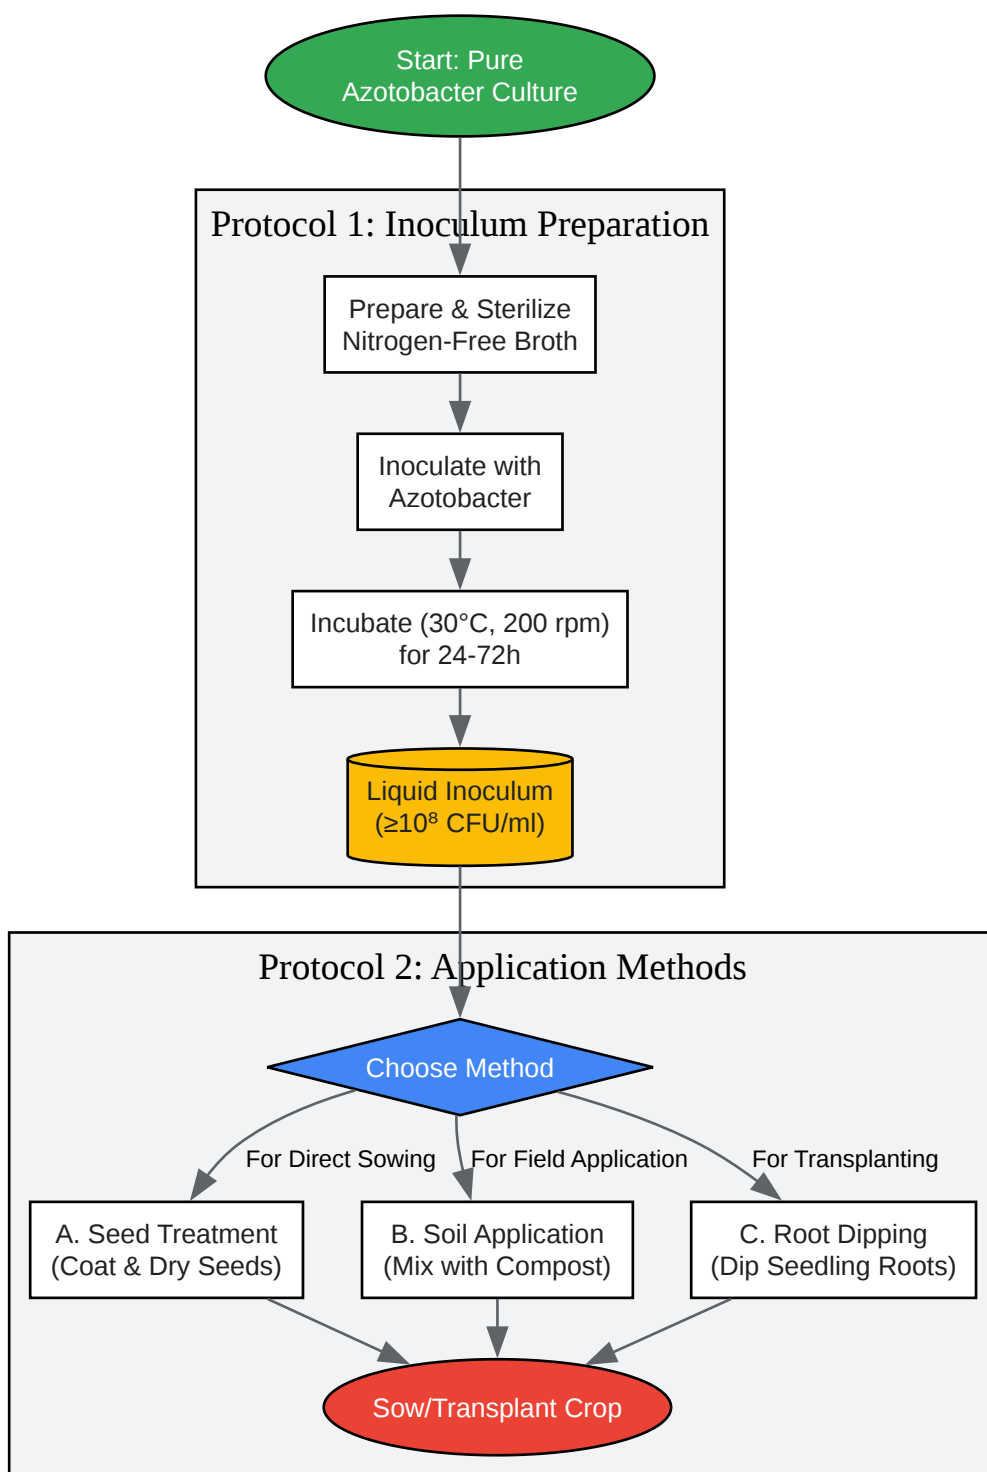 Start: Pure
Azotobacter Culture
Protocol 1: Inoculum Preparation
Prepare & Sterilize
Nitrogen-Free Broth
Inoculate with
Azotobacter
Incubate (30°C, 200 rpm)
for 24-72h
Liquid Inoculum
(≥10⁸ CFU/ml)
Protocol 2: Application Methods
Choose Method
For Direct Sowing
For Field Application
For Transplanting
A. Seed Treatment
(Coat & Dry Seeds)
B. Soil Application
(Mix with Compost)
C. Root Dipping
(Dip Seedling Roots)
Sow/Transplant Crop